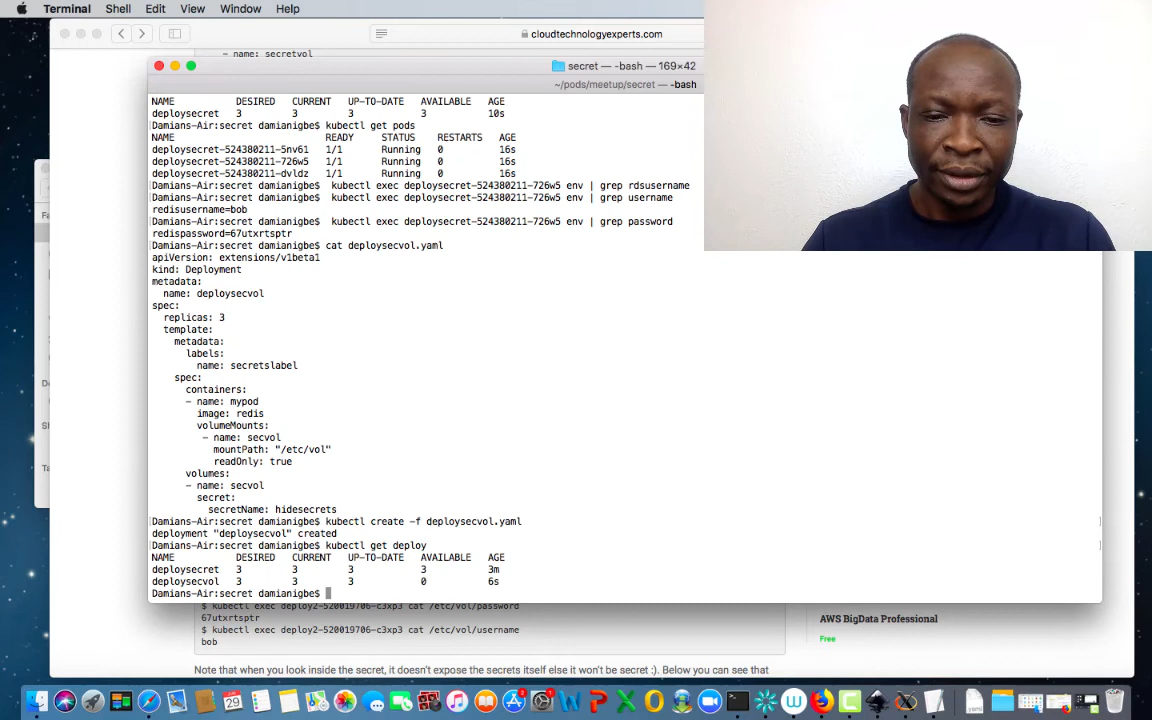 Terminal Shell Edit View Window Help
cloudtechnologyexperts.com
- name: secretvol
secret — -bash — 169×42
~/pods/meetup/secret — -bash
NAME DESIRED CURRENT UP-TO-DATE AVAILABLE AGE
deploysecret 3 3 3 3 10s
Damians-Air:secret damianigbe$ kubectl get pods
NAME READY STATUS RESTARTS AGE
deploysecret-524380211-5nv61 1/1 Running 0 16s
deploysecret-524380211-726w5 1/1 Running 0 16s
deploysecret-524380211-dvldz 1/1 Running 0 16s
Damians-Air:secret damianigbe$ kubectl exec deploysecret-524380211-726w5 env | grep rdsusername
Damians-Air:secret damianigbe$ kubectl exec deploysecret-524380211-726w5 env | grep username
redisusername=bob
Damians-Air:secret damianigbe$ kubectl exec deploysecret-524380211-726w5 env | grep password
redispassword=67utxrtsptr
Damians-Air:secret damianigbe$ cat deploysecvol.yaml
apiVersion: extensions/v1beta1
kind: Deployment
metadata:
name: deploysecvol
spec:
replicas: 3
template:
metadata:
labels:
name: secretslabel
spec:
containers:
- name: mypod
image: redis
volumeMounts:
- name: secvol
mountPath: "/etc/vol"
readOnly: true
volumes:
- name: secvol
secret:
secretName: hidesecrets
Damians-Air:secret damianigbe$ kubectl create -f deploysecvol.yaml
deployment "deploysecvol" created
Damians-Air:secret damianigbe$ kubectl get deploy
NAME DESIRED CURRENT UP-TO-DATE AVAILABLE AGE
deploysecret 3 3 3 3 3m
deploysecvol 3 3 3 0 6s
Damians-Air:secret damianigbe$
$ kubectl exec deploy2-520019706-c3xp3 cat /etc/vol/password
67utxrtsptr
$ kubectl exec deploy2-520019706-c3xp3 cat /etc/vol/username
bob
AWS BigData Professional
Free
Note that when you look inside the secret, it doesn't expose the secrets itself else it won't be secret :). Below you can see that